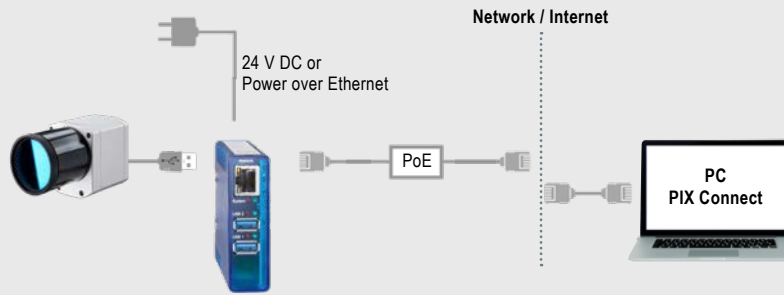 Network / Internet
24 V DC or
Power over Ethernet
PoE
PC
PIX Connect